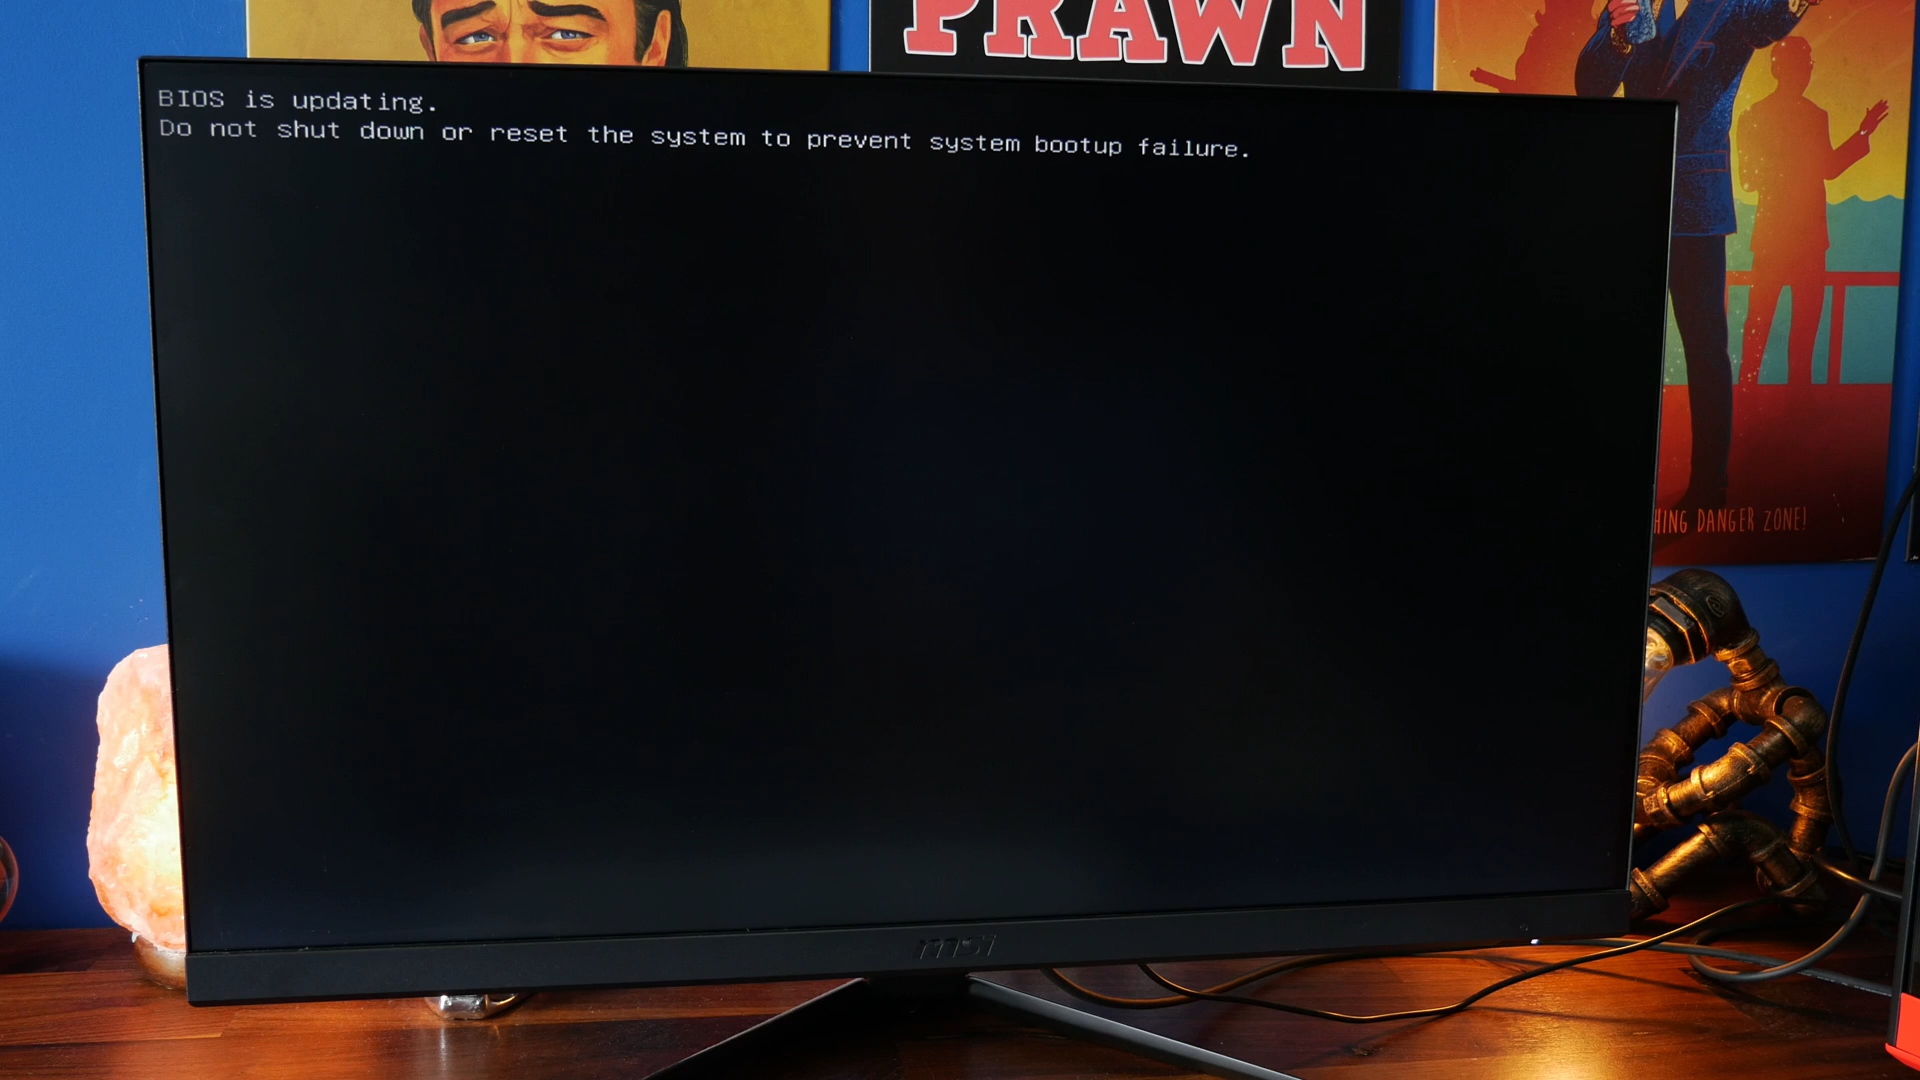 PRAWN
BIOS is updating.
Do not shut down or reset the system to prevent system bootup failure.
HING DANGER ZONE!
msi